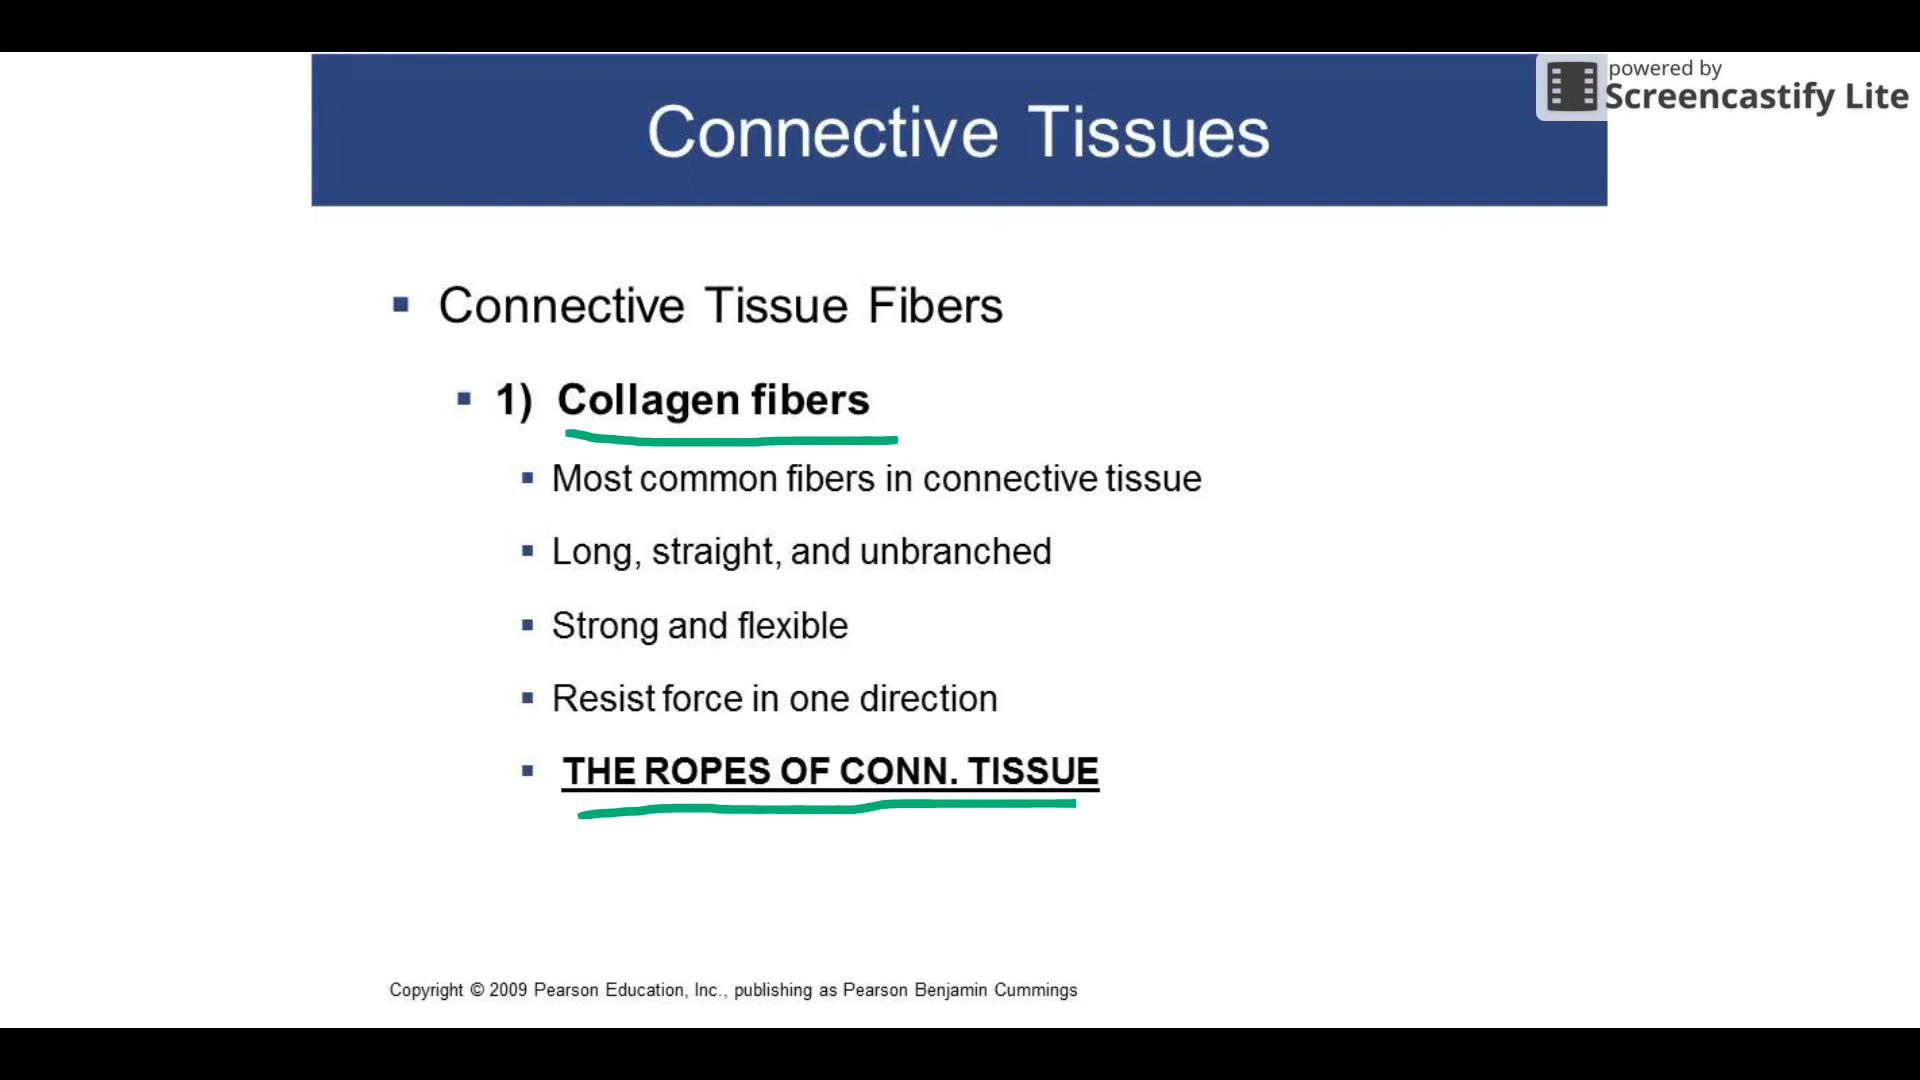 powered by
Screencastify Lite
Connective Tissues
Connective Tissue Fibers
1) Collagen fibers
Most common fibers in connective tissue
Long, straight, and unbranched
Strong and flexible
Resist force in one direction
THE ROPES OF CONN. TISSUE
Copyright © 2009 Pearson Education, Inc., publishing as Pearson Benjamin Cummings